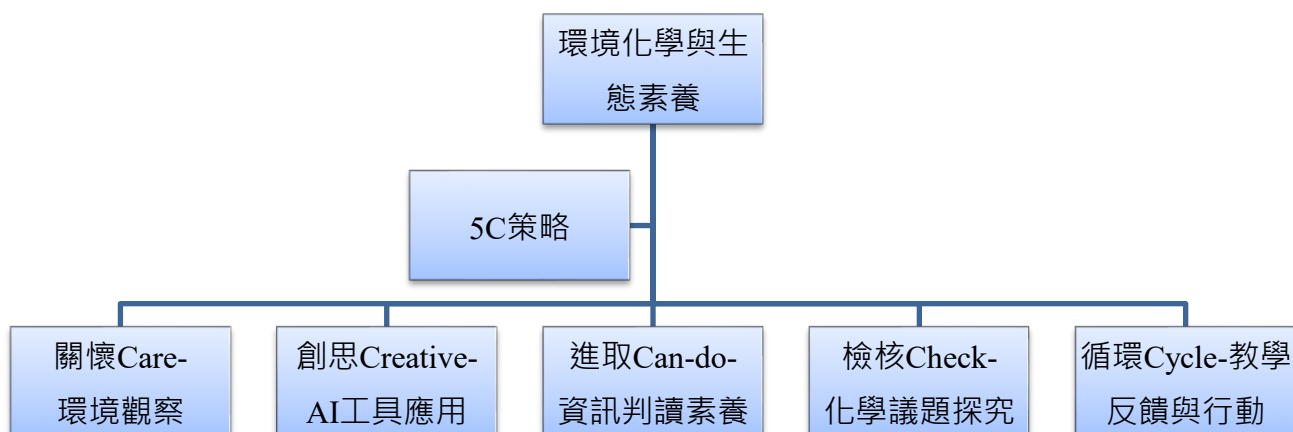 環境化學與生
態素養
5C策略
關懷Care-
環境觀察
創思Creative-
AI工具應用
進取Can-do-
資訊判讀素養
檢核Check-
化學議題探究
循環Cycle-教學
反饋與行動